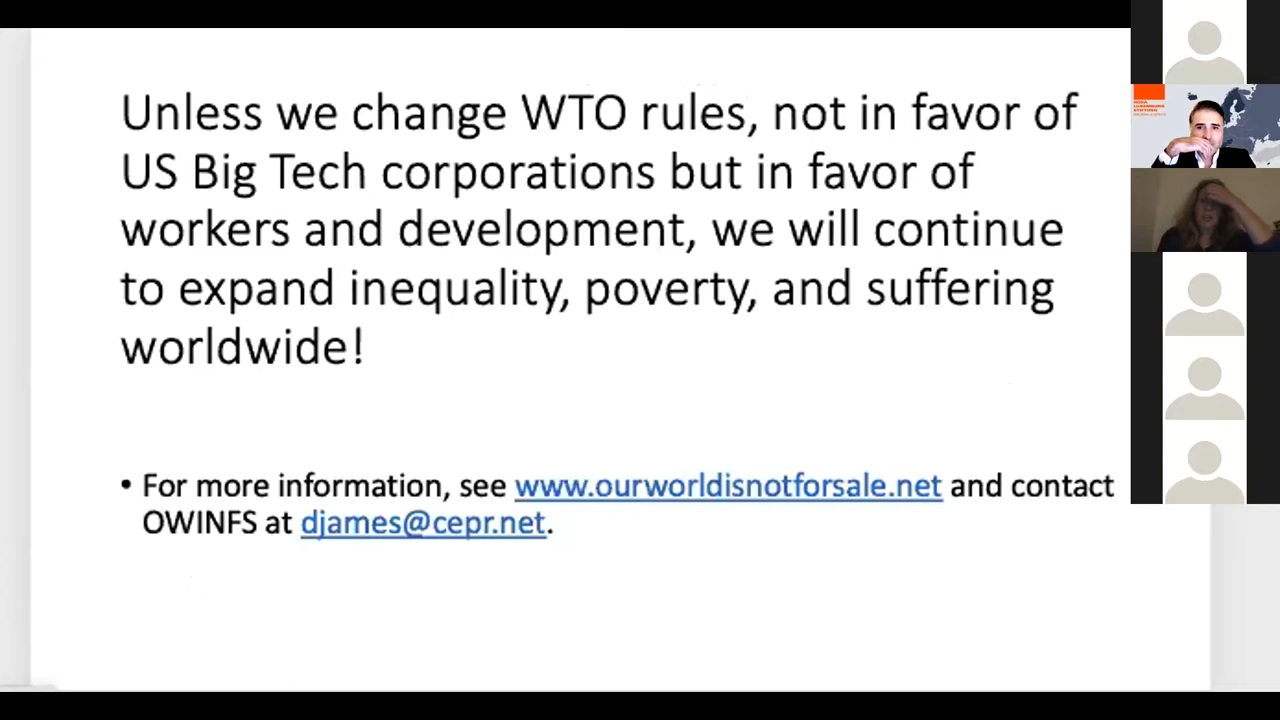 Unless we change WTO rules, not in favor of
US Big Tech corporations but in favor of
workers and development, we will continue
to expand inequality, poverty, and suffering
worldwide!
• For more information, see www.ourworldisnotforsale.net and contact
OWINFS at djames@cepr.net.